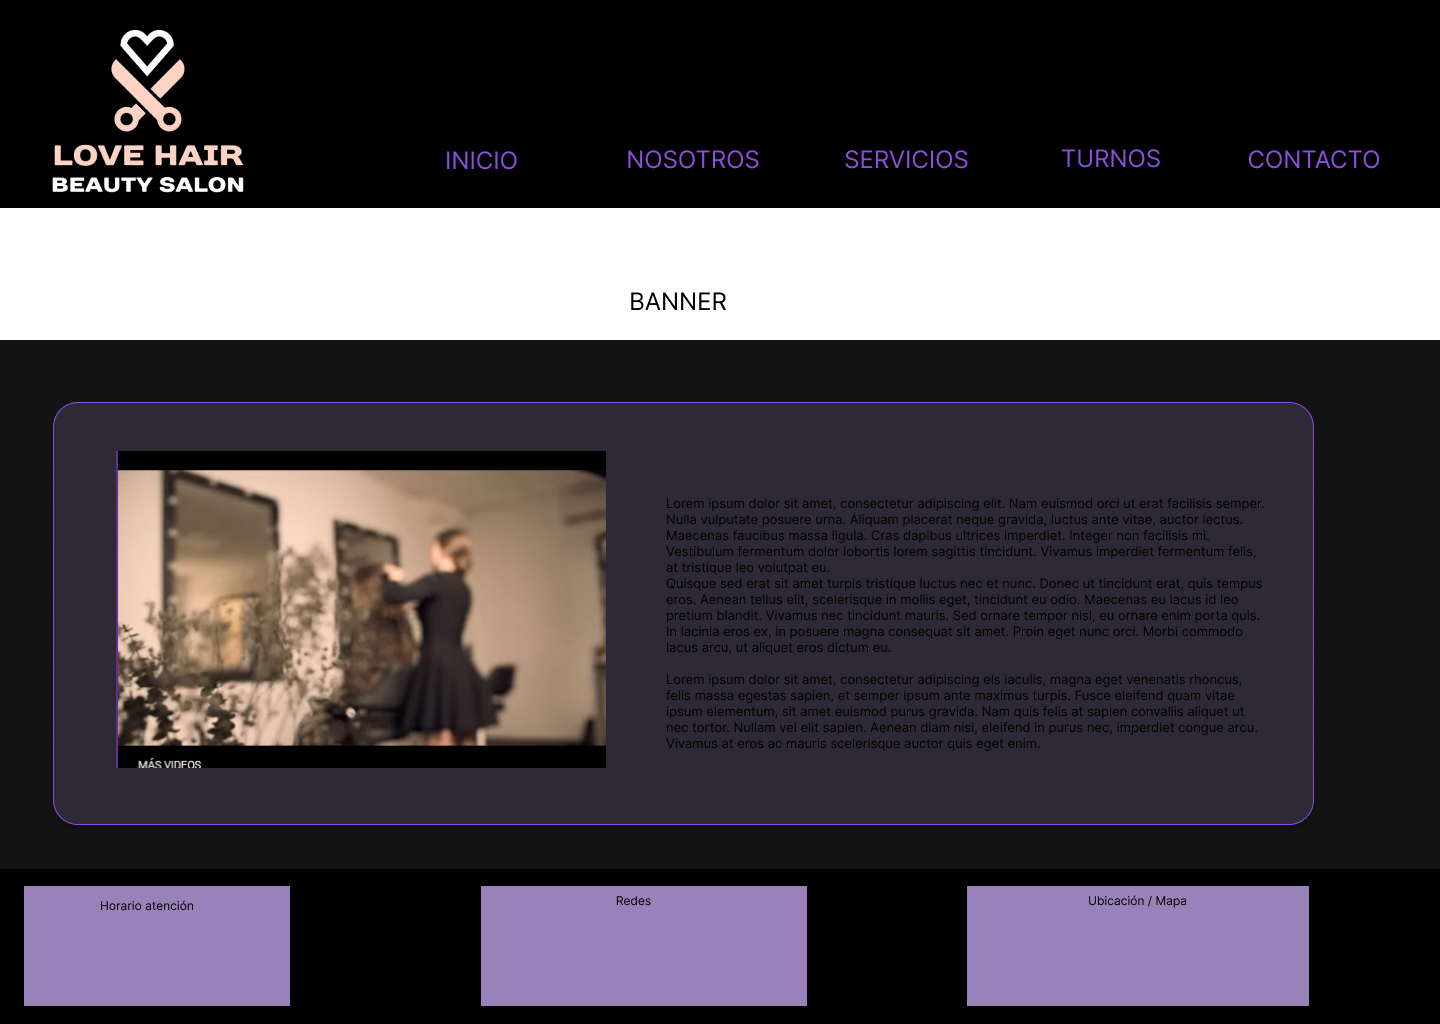 LOVE HAIR
BEAUTY SALON
INICIO
NOSOTROS
SERVICIOS
TURNOS
CONTACTO
BANNER
Lorem ipsum dolor sit amet, consectetur adipiscing elit. Nam euismod orci ut erat facilisis semper.
Nulla vulputate posuere urna. Aliquam placerat neque gravida, luctus ante vitae, auctor lectus.
Maecenas faucibus massa ligula. Cras dapibus ultrices imperdiet. Integer non facilisis mi.
Vestibulum fermentum dolor lobortis lorem sagittis tincidunt. Vivamus imperdiet fermentum felis,
at tristique leo volutpat eu.
Quisque sed erat sit amet turpis tristique luctus nec et nunc. Donec ut tincidunt erat, quis tempus
eros. Aenean tellus elit, scelerisque in mollis eget, tincidunt eu odio. Maecenas eu lacus id leo
pretium blandit. Vivamus nec tincidunt mauris. Sed ornare tempor nisl, eu ornare enim porta quis.
In lacinia eros ex, in posuere magna consequat sit amet. Proin eget nunc orci. Morbi commodo
lacus arcu, ut aliquet eros dictum eu.
Lorem ipsum dolor sit amet, consectetur adipiscing els iaculis, magna eget venenatis rhoncus,
felis massa egestas sapien, et semper ipsum ante maximus turpis. Fusce eleifend quam vitae
ipsum elementum, sit amet euismod purus gravida. Nam quis felis at sapien convallis aliquet ut
nec tortor. Nullam vel elit sapien. Aenean diam nisi, eleifend in purus nec, imperdiet congue arcu.
Vivamus at eros ac mauris scelerisque auctor quis eget enim.
MÁS VIDEOS
Horario atención
Redes
Ubicación / Mapa